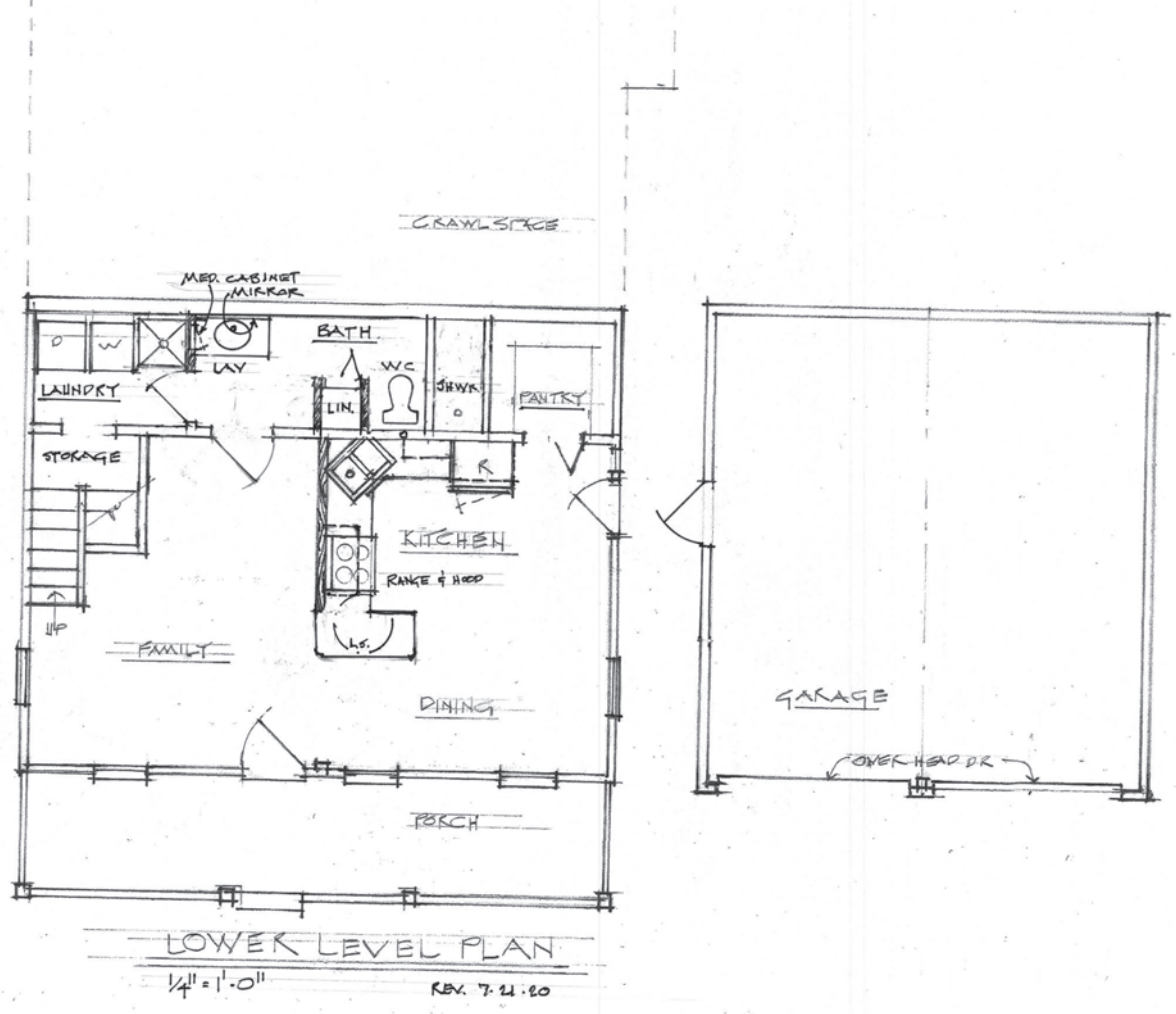 CRAWL SPACE
MED. CABINET
MIRROR
BATH
D
W
LAV
WC
SHWR
LAUNDRY
LIN.
PANTRY
STORAGE
R
KITCHEN
RANGE & HOOD
UP
FAMILY
L.S.
DINING
GARAGE
OVERHEAD DR
PORCH
LOWER LEVEL PLAN
1/4" = 1'-0"
REV. 7.21.20